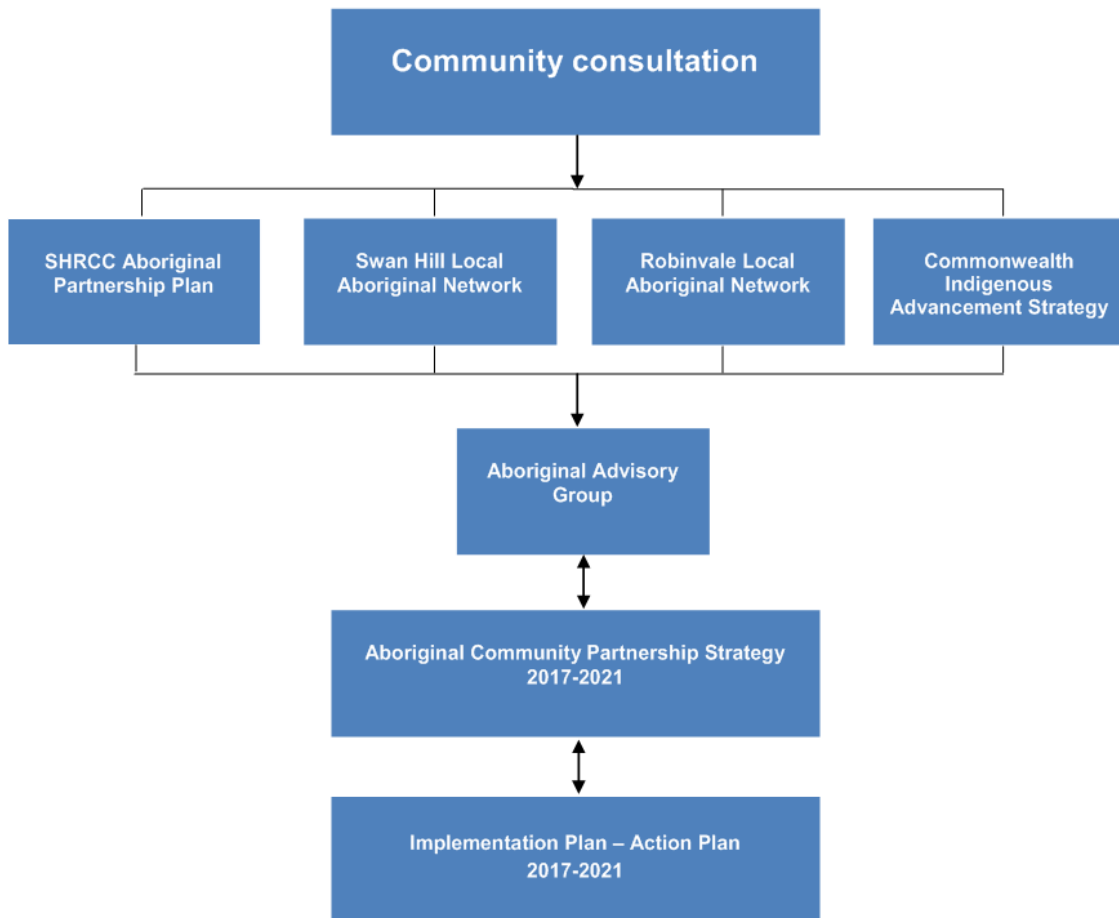 Community consultation
SHRCC Aboriginal
Partnership Plan
Swan Hill Local
Aboriginal Network
Robinvale Local
Aboriginal Network
Commonwealth
Indigenous
Advancement Strategy
Aboriginal Advisory
Group
Aboriginal Community Partnership Strategy
2017-2021
Implementation Plan – Action Plan
2017-2021